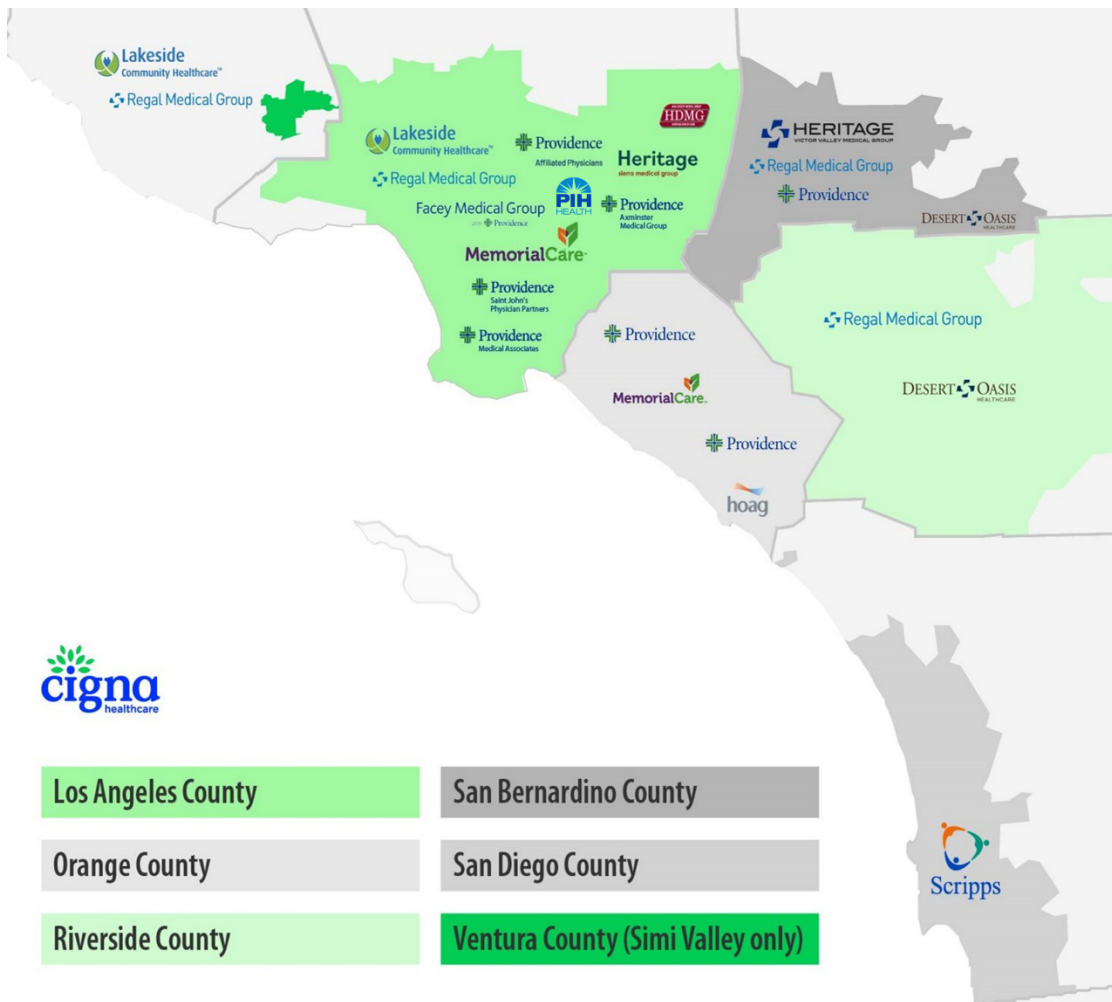 Lakeside
Community Healthcare™
Regal Medical Group
Lakeside
Community Healthcare™
Regal Medical Group
Providence
Affiliated Physicians
HDMG
Heritage
sierra medical group
Facey Medical Group
Providence
PIH
HEALTH
Providence
Axminster
Medical Group
MemorialCare
Providence
Saint John's
Physician Partners
Providence
Medical Associates
HERITAGE
VICTOR VALLEY MEDICAL GROUP
Regal Medical Group
Providence
DESERT OASIS
HEALTHCARE
Providence
MemorialCare
Providence
hoag
Regal Medical Group
DESERT OASIS
HEALTHCARE
Scripps
cigna
healthcare
Los Angeles County
San Bernardino County
Orange County
San Diego County
Riverside County
Ventura County (Simi Valley only)